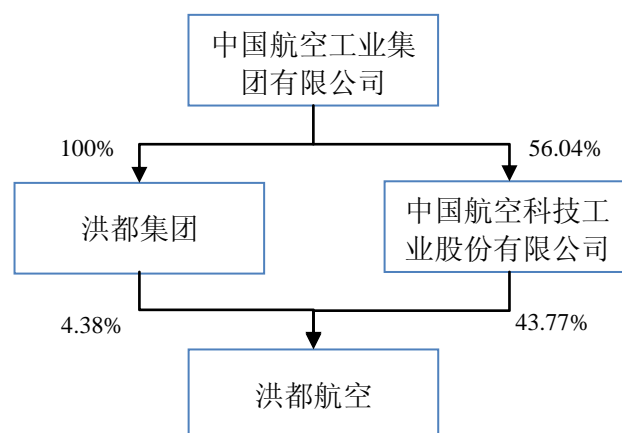 中国航空工业集
团有限公司
100%
56.04%
洪都集团
中国航空科技工
业股份有限公司
4.38%
43.77%
洪都航空